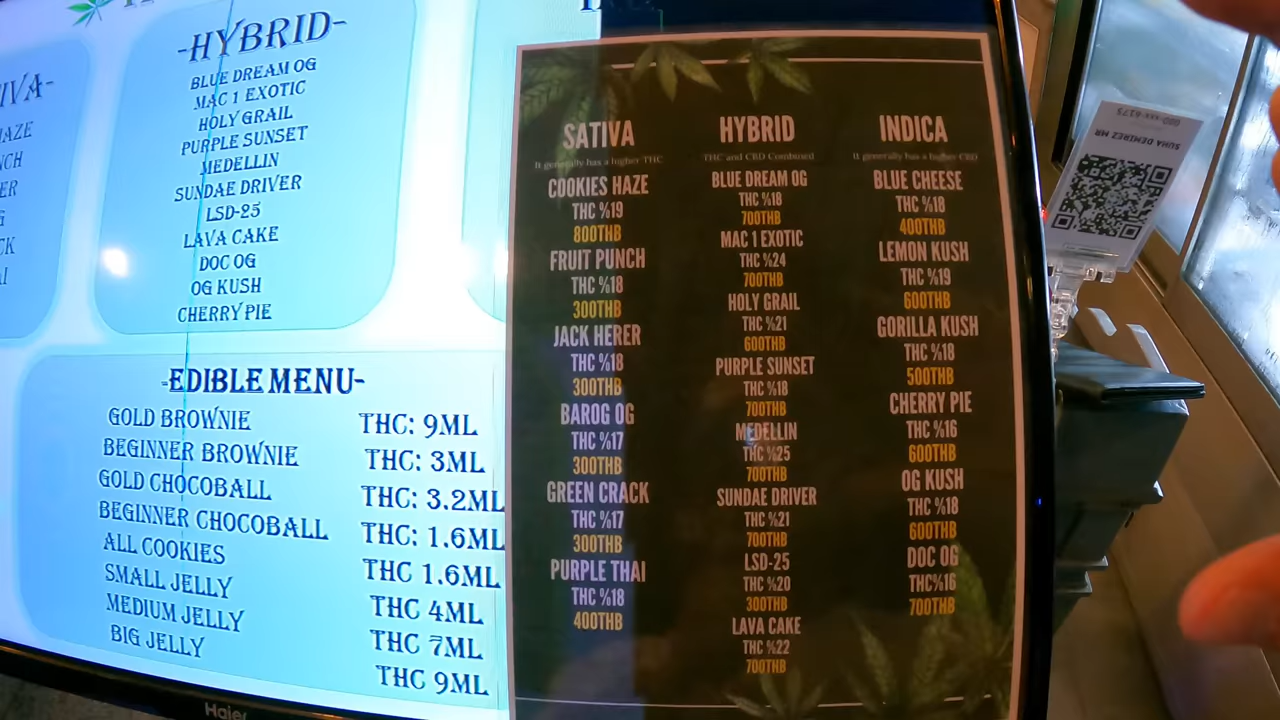 -HYBRID-
BLUE DREAM OG
MAC 1 EXOTIC
HOLY GRAIL
PURPLE SUNSET
MEDELLIN
SUNDAE DRIVER
LSD-25
LAVA CAKE
DOC OG
OG KUSH
CHERRY PIE
-EDIBLE MENU-
GOLD BROWNIE THC: 9ML
BEGINNER BROWNIE THC: 3ML
GOLD CHOCOBALL THC: 3.2ML
BEGINNER CHOCOBALL THC: 1.6ML
ALL COOKIES THC 1.6ML
SMALL JELLY THC 4ML
MEDIUM JELLY THC 7ML
BIG JELLY THC 9ML
Haier
SATIVA
It generally has a higher THC
COOKIES HAZE
THC %19
800THB
FRUIT PUNCH
THC %18
300THB
JACK HERER
THC %18
300THB
BAROG OG
THC %17
300THB
GREEN CRACK
THC %17
300THB
PURPLE THAI
THC %18
400THB
HYBRID
THC and CBD Combined
BLUE DREAM OG
THC %18
700THB
MAC 1 EXOTIC
THC %24
700THB
HOLY GRAIL
THC %21
600THB
PURPLE SUNSET
THC %18
700THB
MEDELLIN
THC %25
700THB
SUNDAE DRIVER
THC %21
700THB
LSD-25
THC %20
300THB
LAVA CAKE
THC %22
700THB
INDICA
It generally has a higher CBD
BLUE CHEESE
THC %18
400THB
LEMON KUSH
THC %19
600THB
GORILLA KUSH
THC %18
500THB
CHERRY PIE
THC %16
600THB
OG KUSH
THC %18
600THB
DOC OG
THC%16
700THB
SUHA DEMIREZ MR